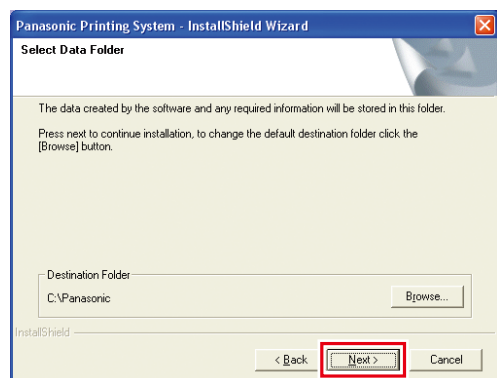 Panasonic Printing System - InstallShield Wizard
Select Data Folder
The data created by the software and any required information will be stored in this folder.
Press next to continue installation, to change the default destination folder click the
[Browse] button.
Destination Folder
C:\Panasonic
Browse...
InstallShield
< Back
Next >
Cancel